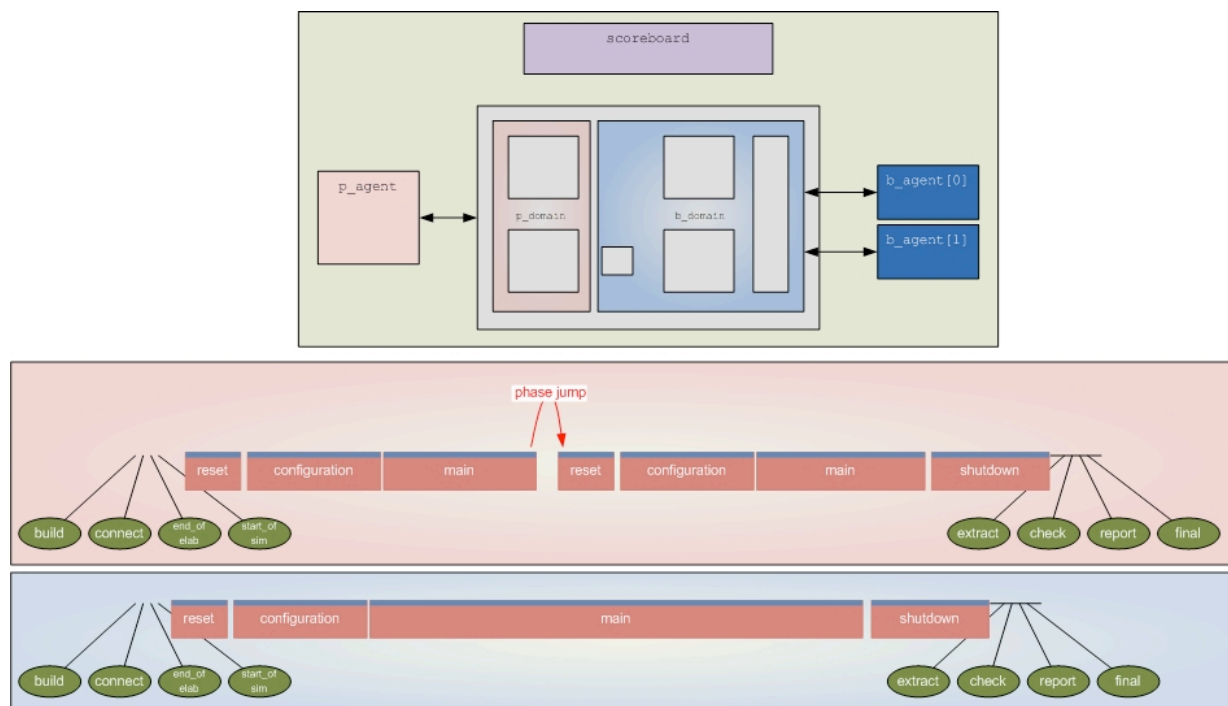 scoreboard
p_agent
b_agent[0]
p_domain
b_domain
b_agent[1]
phase jump
reset
configuration
main
reset
configuration
main
shutdown
build
connect
end_of
elab
start_of
sim
extract
check
report
final
reset
configuration
main
shutdown
build
connect
end_of
elab
start_of
sim
extract
check
report
final